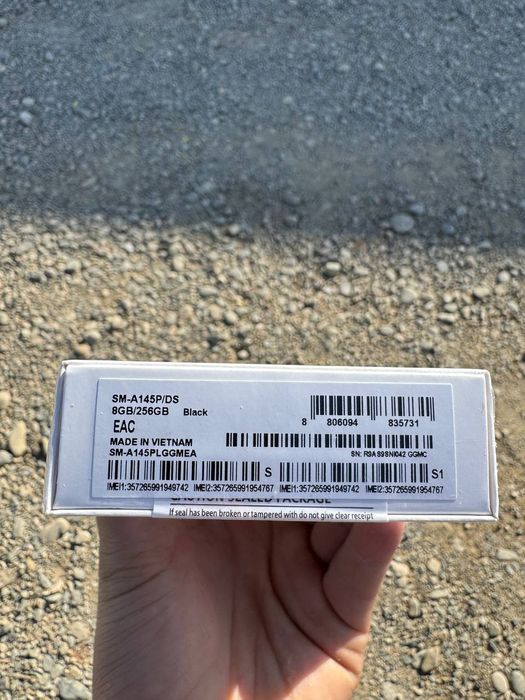 SM-A145P/DS
8GB/256GB Black
EAC
MADE IN VIETNAM
SM-A145PLGGMEA
8 806094 835731
SN: R9AS9SNI042 GGMC
S
S1
IMEI1:357265991949742 IMEI2:357265991954767 IMEI1:357265991949742 IMEI2:357265991954767
CAUTION SEALED PACKAGE
If seal has been broken or tampered with do not give clear receipt